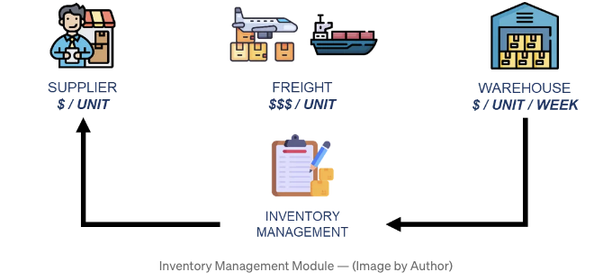 SUPPLIER
$ / UNIT
FREIGHT
$$$ / UNIT
WAREHOUSE
$ / UNIT / WEEK
INVENTORY
MANAGEMENT
Inventory Management Module — (Image by Author)